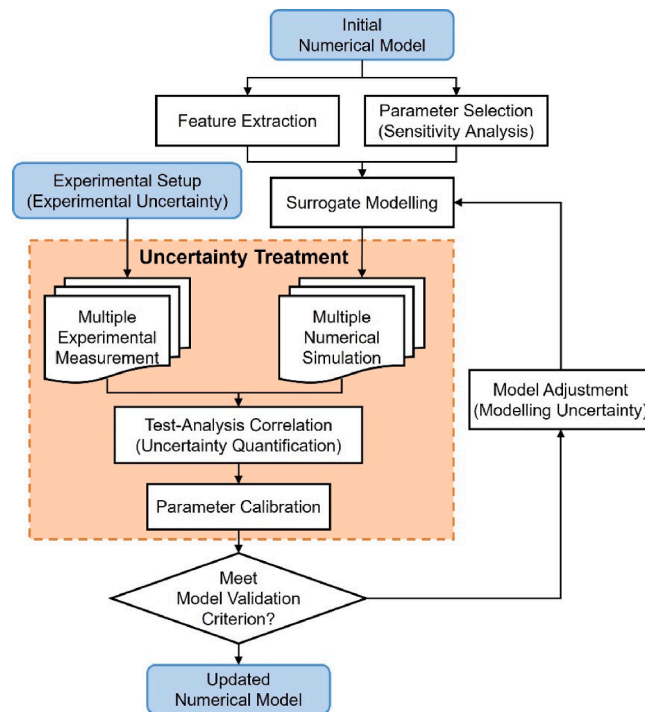 Initial
Numerical Model
Feature Extraction
Parameter Selection
(Sensitivity Analysis)
Experimental Setup
(Experimental Uncertainty)
Surrogate Modelling
Uncertainty Treatment
Multiple
Experimental
Measurement
Multiple
Numerical
Simulation
Model Adjustment
(Modelling Uncertainty)
Test-Analysis Correlation
(Uncertainty Quantification)
Parameter Calibration
Meet
Model Validation
Criterion?
Updated
Numerical Model